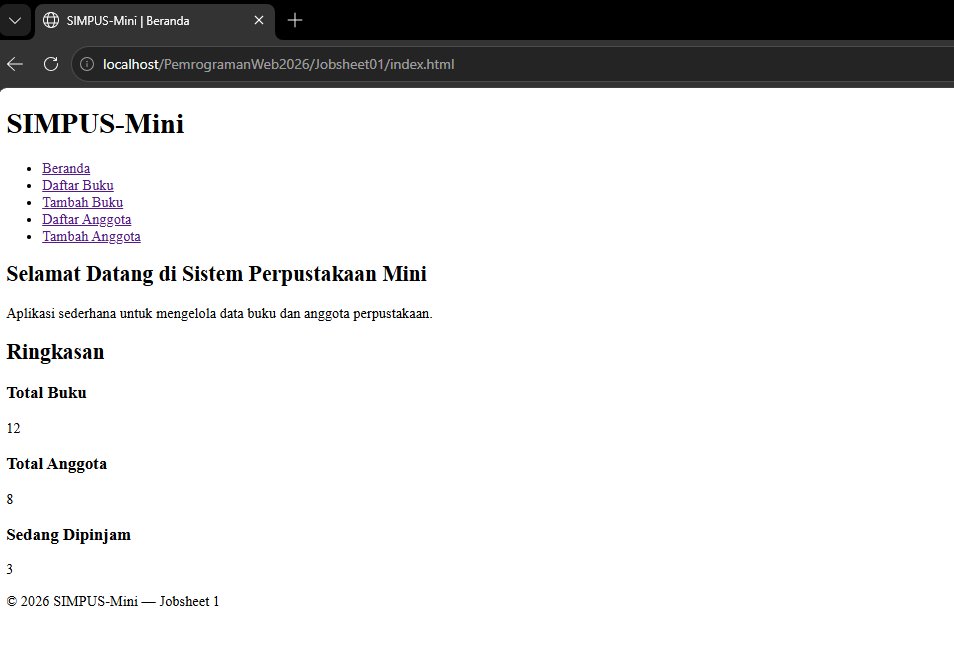 SIMPUS-Mini | Beranda
localhost/PemrogramanWeb2026/Jobsheet01/index.html
SIMPUS-Mini
Beranda
Daftar Buku
Tambah Buku
Daftar Anggota
Tambah Anggota
Selamat Datang di Sistem Perpustakaan Mini
Aplikasi sederhana untuk mengelola data buku dan anggota perpustakaan.
Ringkasan
Total Buku
12
Total Anggota
8
Sedang Dipinjam
3
© 2026 SIMPUS-Mini — Jobsheet 1